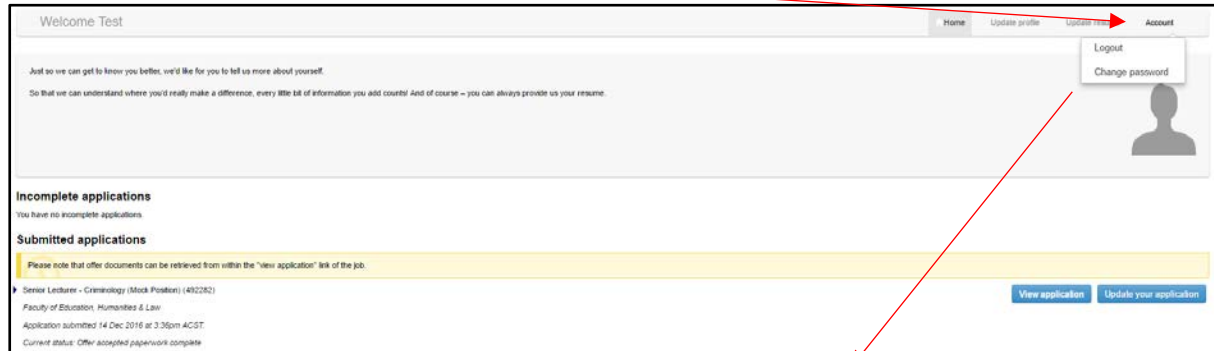 Welcome Test
Home Update profile Update resume Account
Logout
Change password
Just so we can get to know you better, we'd like for you to tell us more about yourself.
So that we can understand where you'd really make a difference, every little bit of information you add counts! And of course – you can always provide us your resume.
Incomplete applications
You have no incomplete applications.
Submitted applications
Please note that offer documents can be retrieved from within the "view application" link of the job.
Senior Lecturer - Criminology (Mock Position) (492282)
View application Update your application
Faculty of Education, Humanities & Law
Application submitted 14 Dec 2016 at 3:36pm ACST.
Current status: Offer accepted paperwork complete